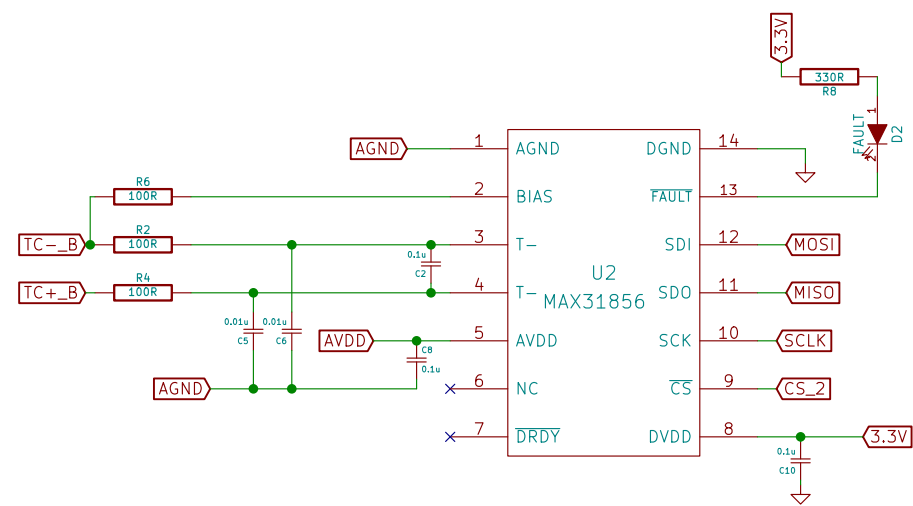 3.3V
330R
R8
1
FAULT
D2
2
AGND
1
AGND
DGND
14
R6
100R
2
BIAS
FAULT
13
TC-_B
R2
100R
3
T-
SDI
12
MOSI
0.1u
C2
U2
MAX31856
TC+_B
R4
100R
4
T-
SDO
11
MISO
0.01u
C5
0.01u
C6
AVDD
5
AVDD
SCK
10
SCLK
C8
0.1u
AGND
6
NC
CS
9
CS_2
7
DRDY
DVDD
8
3.3V
0.1u
C10